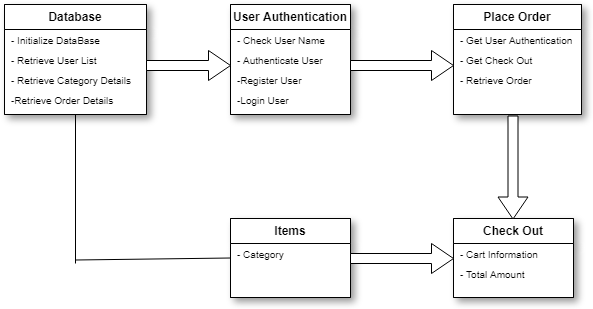 Database
- Initialize DataBase
- Retrieve User List
- Retrieve Category Details
-Retrieve Order Details
User Authentication
- Check User Name
- Authenticate User
-Register User
-Login User
Place Order
- Get User Authentication
- Get Check Out
- Retrieve Order
Items
- Category
Check Out
- Cart Information
- Total Amount